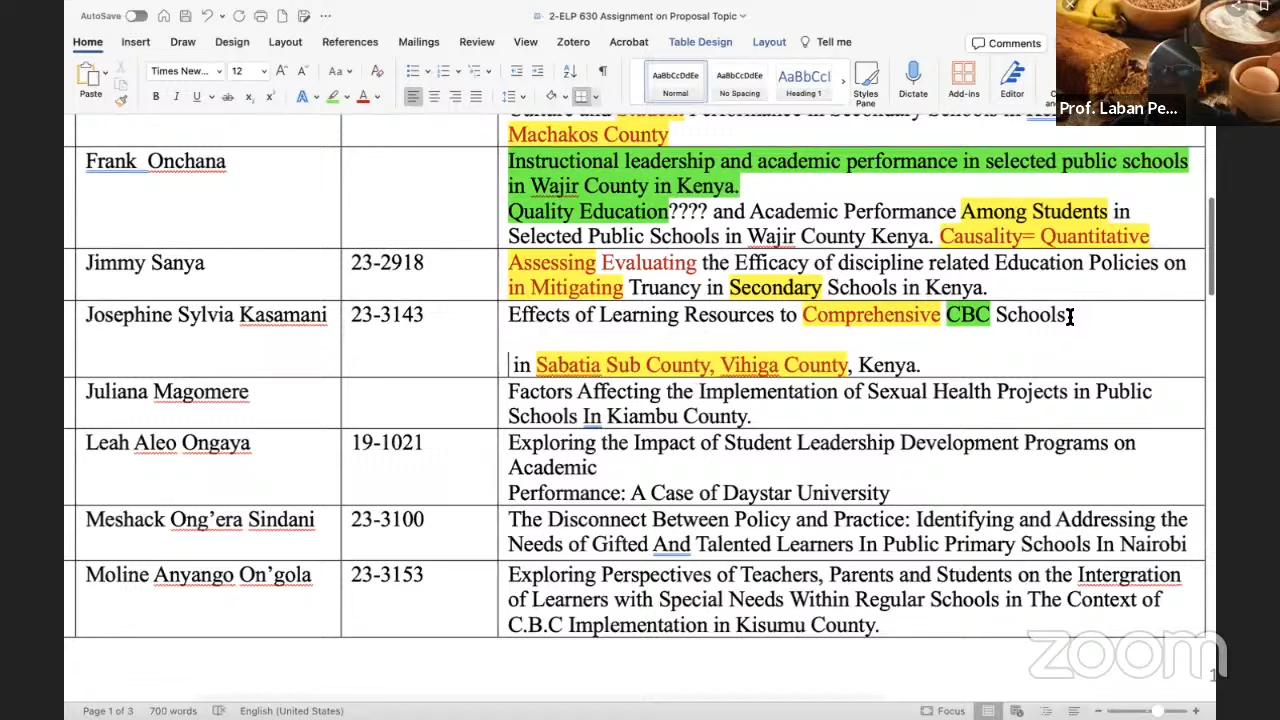 AutoSave
2-ELP 630 Assignment on Proposal Topic
Home Insert Draw Design Layout References Mailings Review View Zotero Acrobat Table Design Layout Tell me
Comments
Paste
Times New... 12
AaBbCcDdEe Normal
AaBbCcDdEe No Spacing
AaBbCcI Heading 1
Styles Pane
Dictate
Add-ins
Editor
Prof. Laban Pe...
Machakos County
Frank Onchana
Instructional leadership and academic performance in selected public schools
in Wajir County in Kenya.
Quality Education???? and Academic Performance Among Students in
Selected Public Schools in Wajir County Kenya. Causality= Quantitative
Jimmy Sanya 23-2918 Assessing Evaluating the Efficacy of discipline related Education Policies on
in Mitigating Truancy in Secondary Schools in Kenya.
Josephine Sylvia Kasamani 23-3143 Effects of Learning Resources to Comprehensive CBC Schools
in Sabatia Sub County, Vihiga County, Kenya.
Juliana Magomere Factors Affecting the Implementation of Sexual Health Projects in Public
Schools In Kiambu County.
Leah Aleo Ongaya 19-1021 Exploring the Impact of Student Leadership Development Programs on
Academic
Performance: A Case of Daystar University
Meshack Ong’era Sindani 23-3100 The Disconnect Between Policy and Practice: Identifying and Addressing the
Needs of Gifted And Talented Learners In Public Primary Schools In Nairobi
Moline Anyango On’gola 23-3153 Exploring Perspectives of Teachers, Parents and Students on the Intergration
of Learners with Special Needs Within Regular Schools in The Context of
C.B.C Implementation in Kisumu County.
zoom
Page 1 of 3 700 words English (United States) Focus